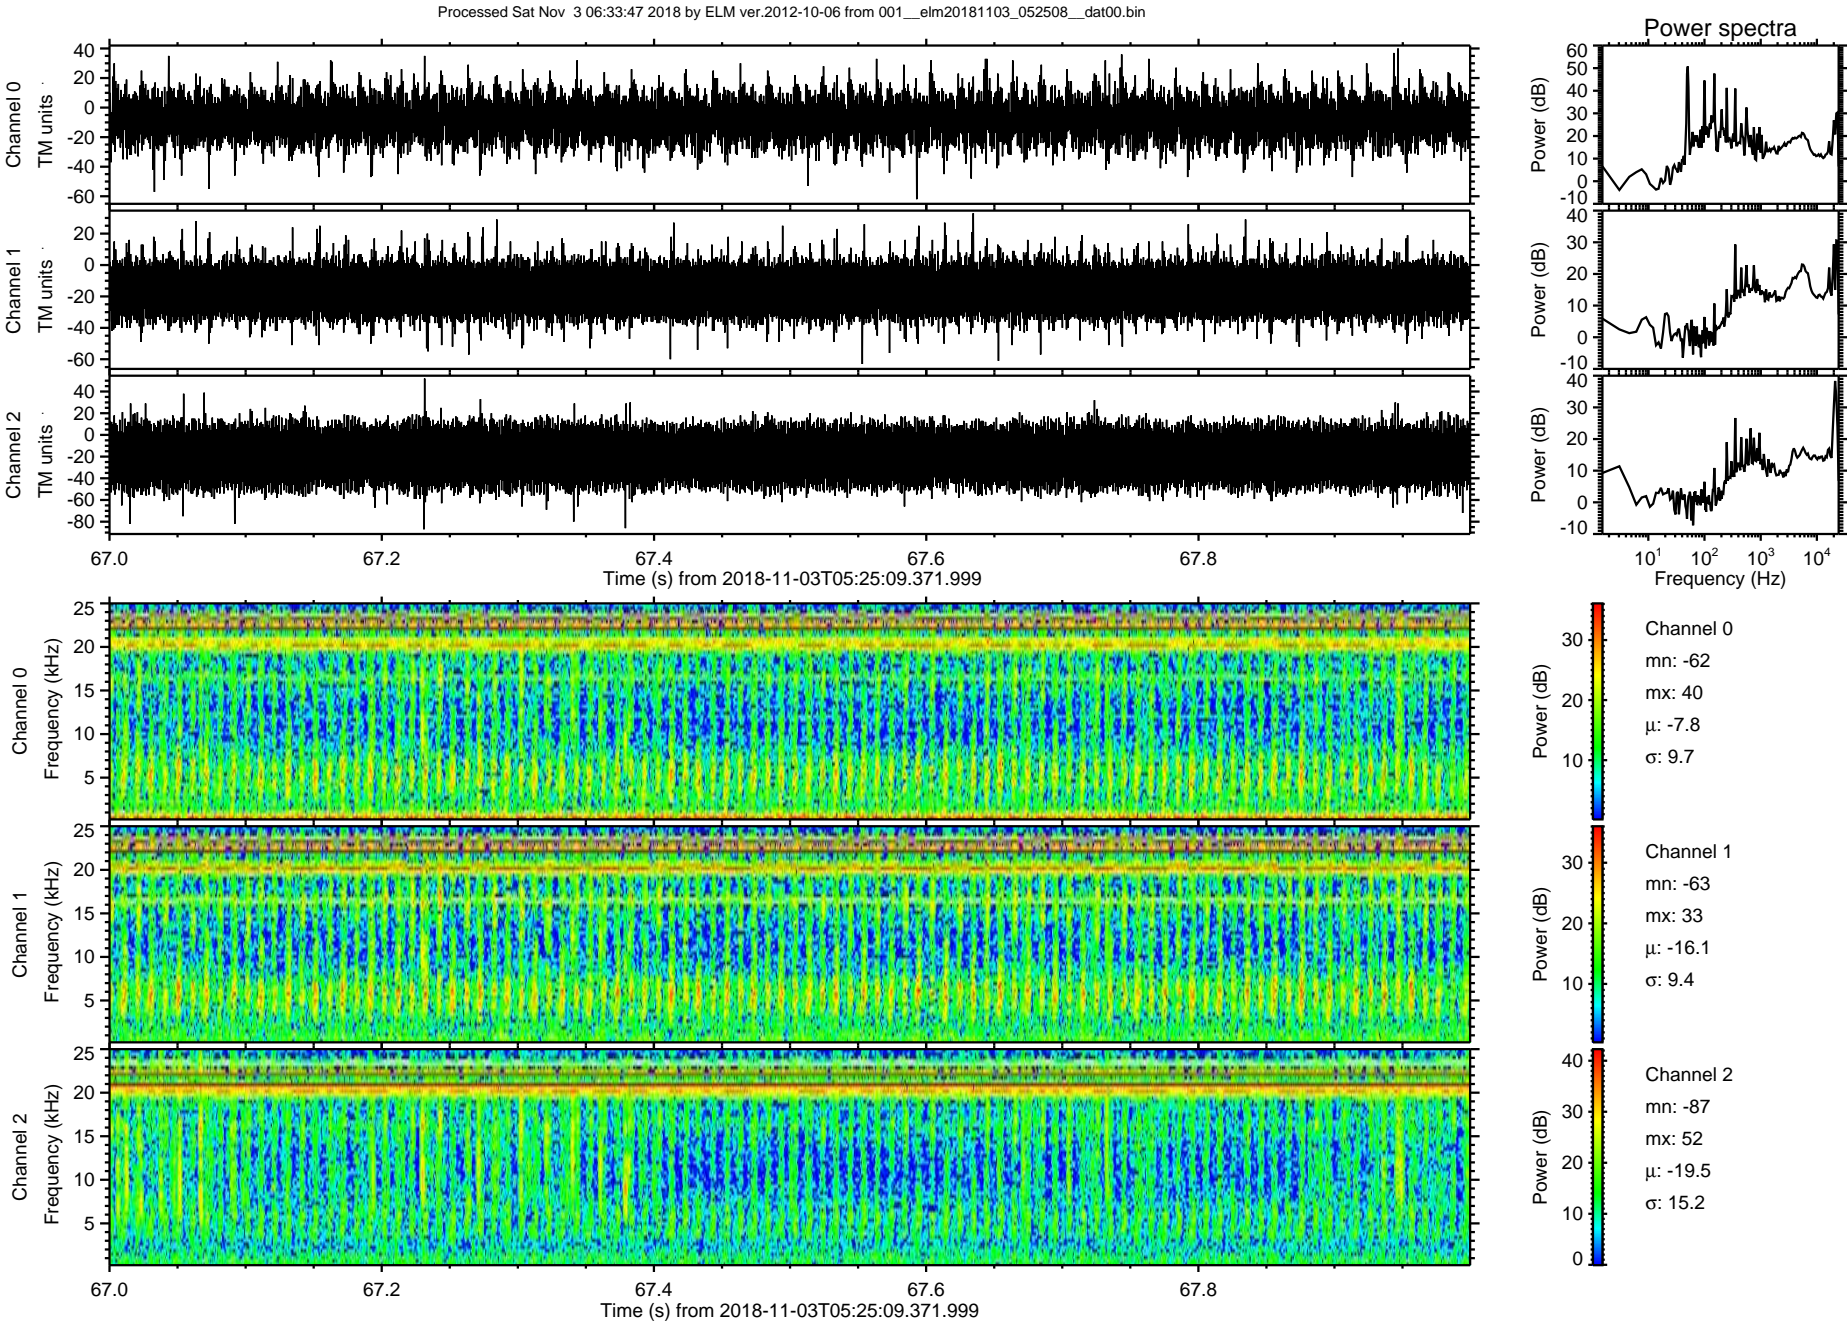 Processed Sat Nov  3 06:33:47 2018 by ELM ver.2012-10-06 from 001__elm20181103_052508__dat00.bin
Power spectra
Channel 0
TM units
40
20
0
-20
-40
-60
Power (dB)
60
50
40
30
20
10
0
-10
Channel 1
TM units
20
0
-20
-40
-60
Power (dB)
40
30
20
10
0
-10
Channel 2
TM units
40
20
0
-20
-40
-60
-80
Power (dB)
40
30
20
10
0
-10
67.0 67.2 67.4 67.6 67.8
Time (s) from 2018-11-03T05:25:09.371.999
10¹ 10² 10³ 10⁴
Frequency (Hz)
Channel 0
Frequency (kHz)
25
20
15
10
5
Power (dB)
30
20
10
Channel 0
mn: -62
mx: 40
μ: -7.8
σ: 9.7
Channel 1
Frequency (kHz)
25
20
15
10
5
Power (dB)
30
20
10
Channel 1
mn: -63
mx: 33
μ: -16.1
σ: 9.4
Channel 2
Frequency (kHz)
25
20
15
10
5
Power (dB)
40
30
20
10
0
Channel 2
mn: -87
mx: 52
μ: -19.5
σ: 15.2
67.0 67.2 67.4 67.6 67.8
Time (s) from 2018-11-03T05:25:09.371.999